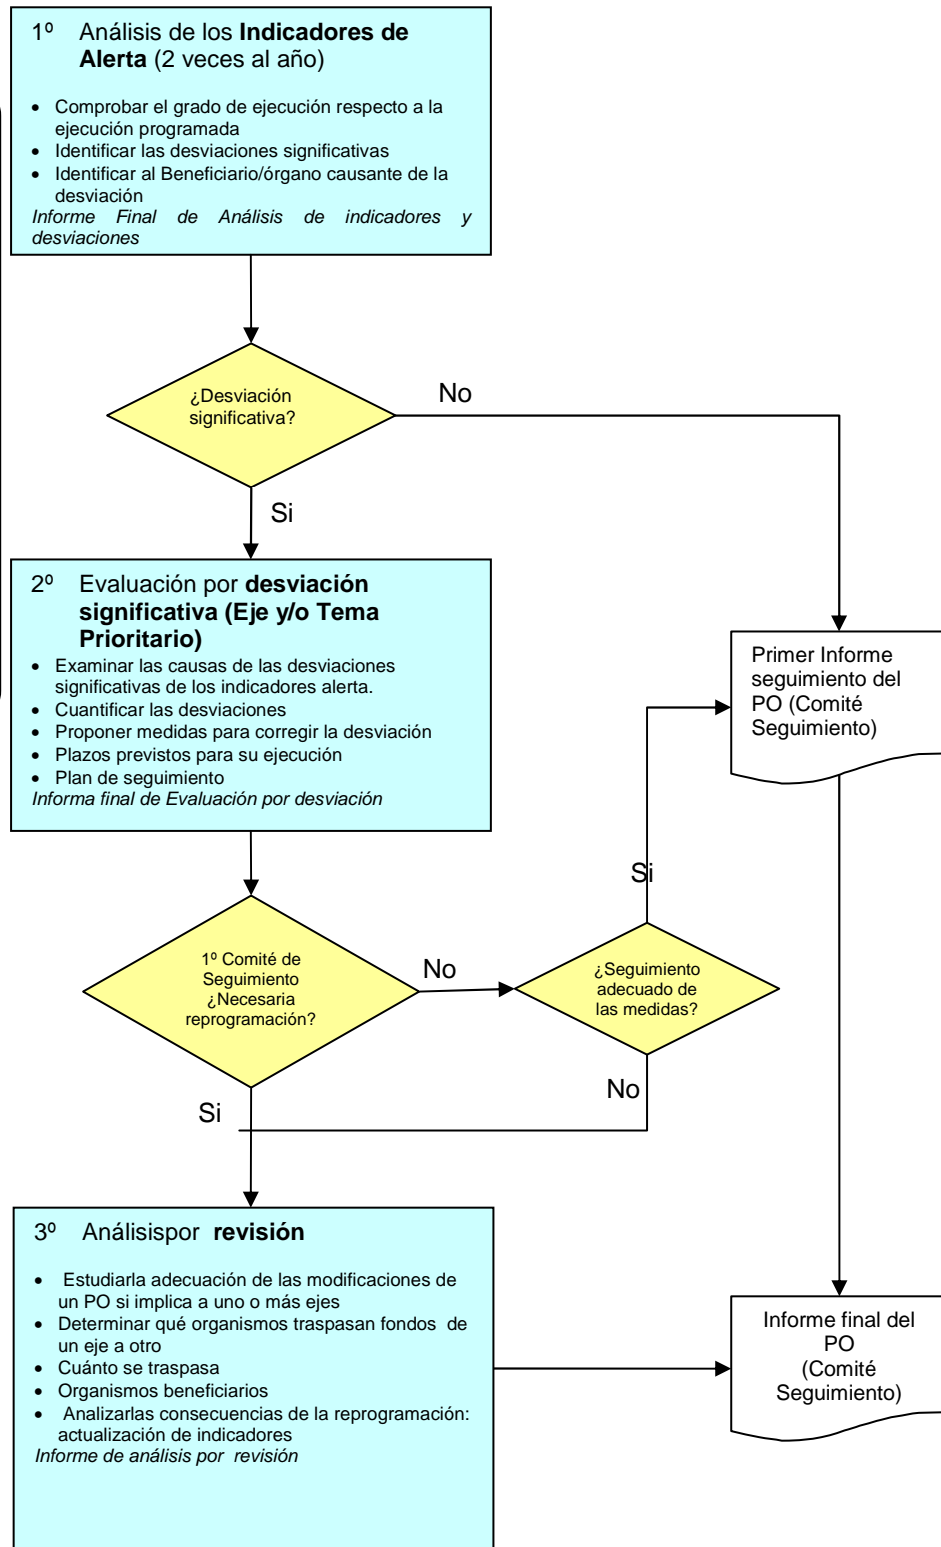 1º Análisis de los Indicadores de
Alerta (2 veces al año)
• Comprobar el grado de ejecución respecto a la
ejecución programada
• Identificar las desviaciones significativas
• Identificar al Beneficiario/órgano causante de la
desviación
Informe Final de Análisis de indicadores y
desviaciones
¿Desviación
significativa?
No
Si
2º Evaluación por desviación
significativa (Eje y/o Tema
Prioritario)
• Examinar las causas de las desviaciones
significativas de los indicadores alerta.
• Cuantificar las desviaciones
• Proponer medidas para corregir la desviación
• Plazos previstos para su ejecución
• Plan de seguimiento
Informa final de Evaluación por desviación
Primer Informe
seguimiento del
PO (Comité
Seguimiento)
Si
1º Comité de
Seguimiento
¿Necesaria
reprogramación?
No
¿Seguimiento
adecuado de
las medidas?
No
Si
3º Análisispor revisión
• Estudiarla adecuación de las modificaciones de
un PO si implica a uno o más ejes
• Determinar qué organismos traspasan fondos de
un eje a otro
• Cuánto se traspasa
• Organismos beneficiarios
• Analizarlas consecuencias de la reprogramación:
actualización de indicadores
Informe de análisis por revisión
Informe final del
PO
(Comité
Seguimiento)